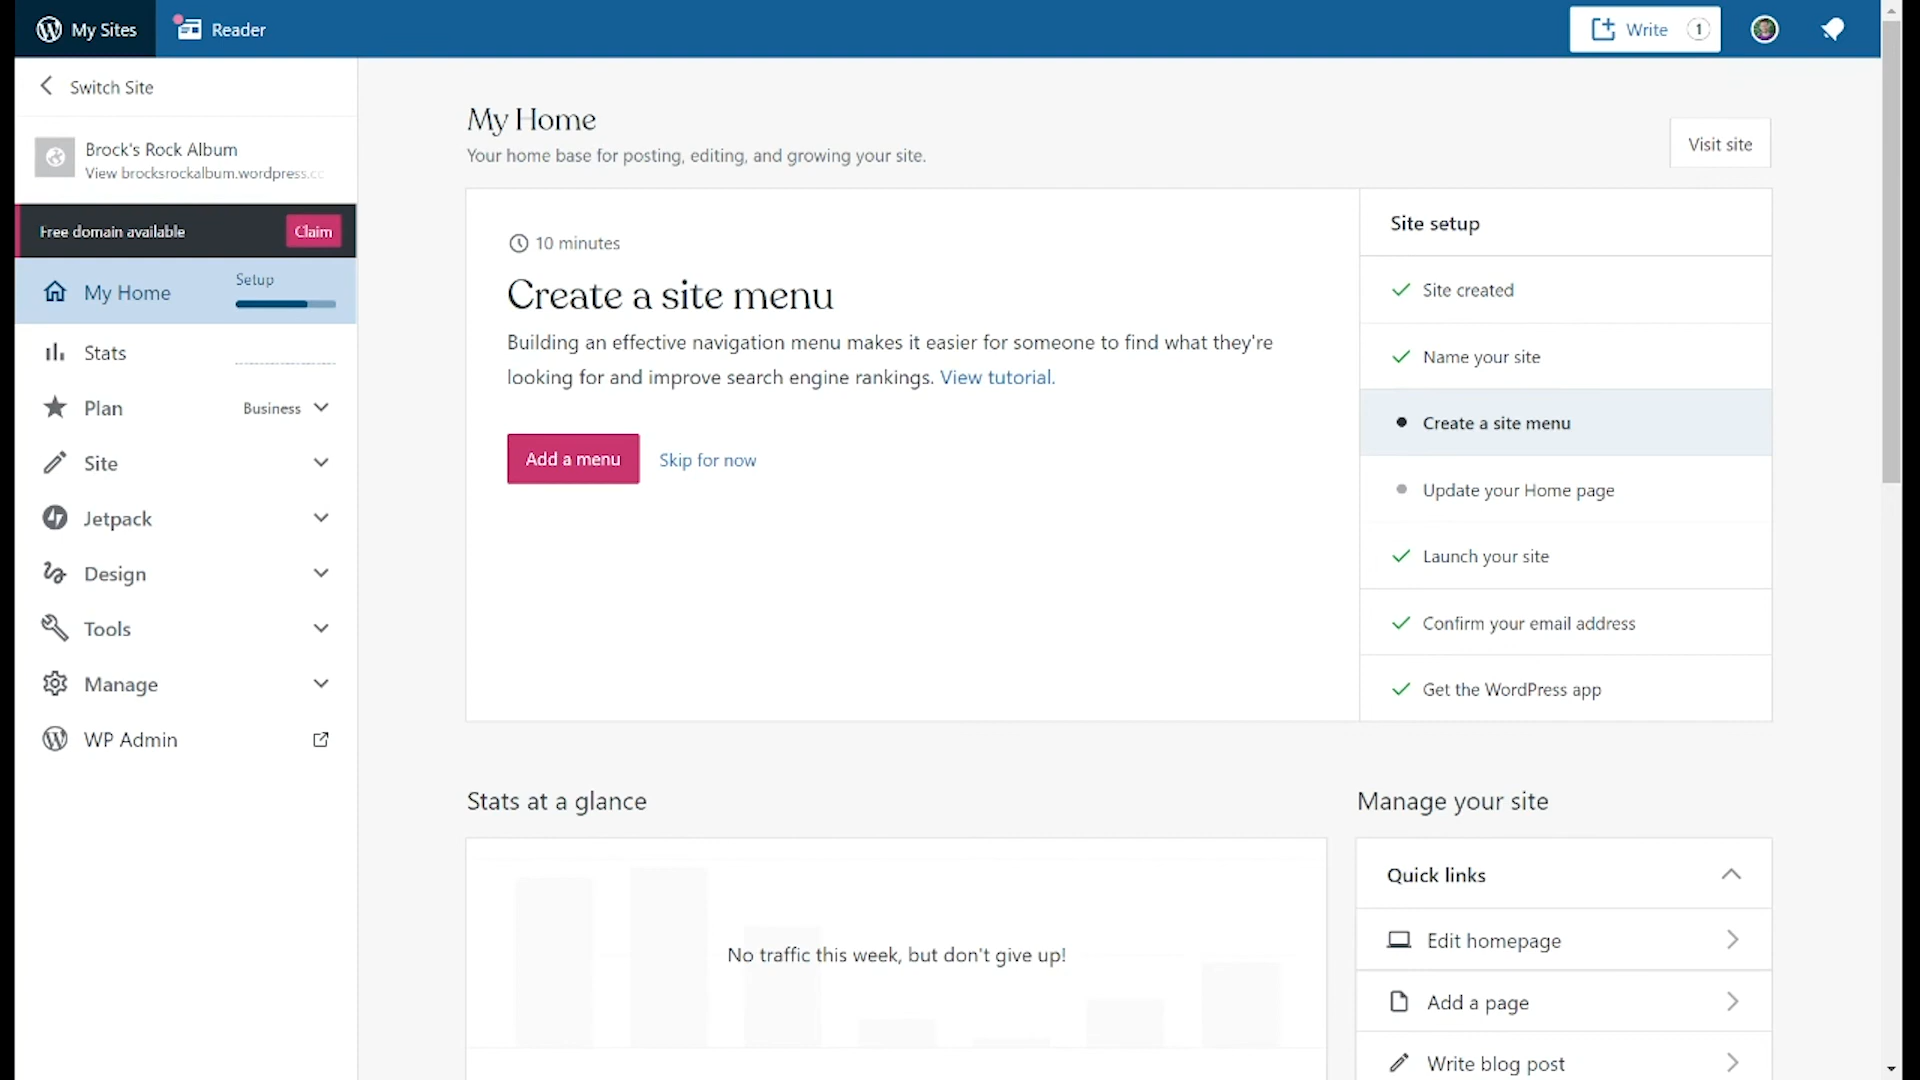 My Sites
Reader
Write 1
Switch Site
Brock's Rock Album
View brocksrockalbum.wordpress.cc
Free domain available
Claim
My Home
Setup
Stats
Plan
Business
Site
Jetpack
Design
Tools
Manage
WP Admin
My Home
Your home base for posting, editing, and growing your site.
Visit site
10 minutes
Create a site menu
Building an effective navigation menu makes it easier for someone to find what they're
looking for and improve search engine rankings. View tutorial.
Add a menu
Skip for now
Site setup
Site created
Name your site
Create a site menu
Update your Home page
Launch your site
Confirm your email address
Get the WordPress app
Stats at a glance
No traffic this week, but don't give up!
Manage your site
Quick links
Edit homepage
Add a page
Write blog post